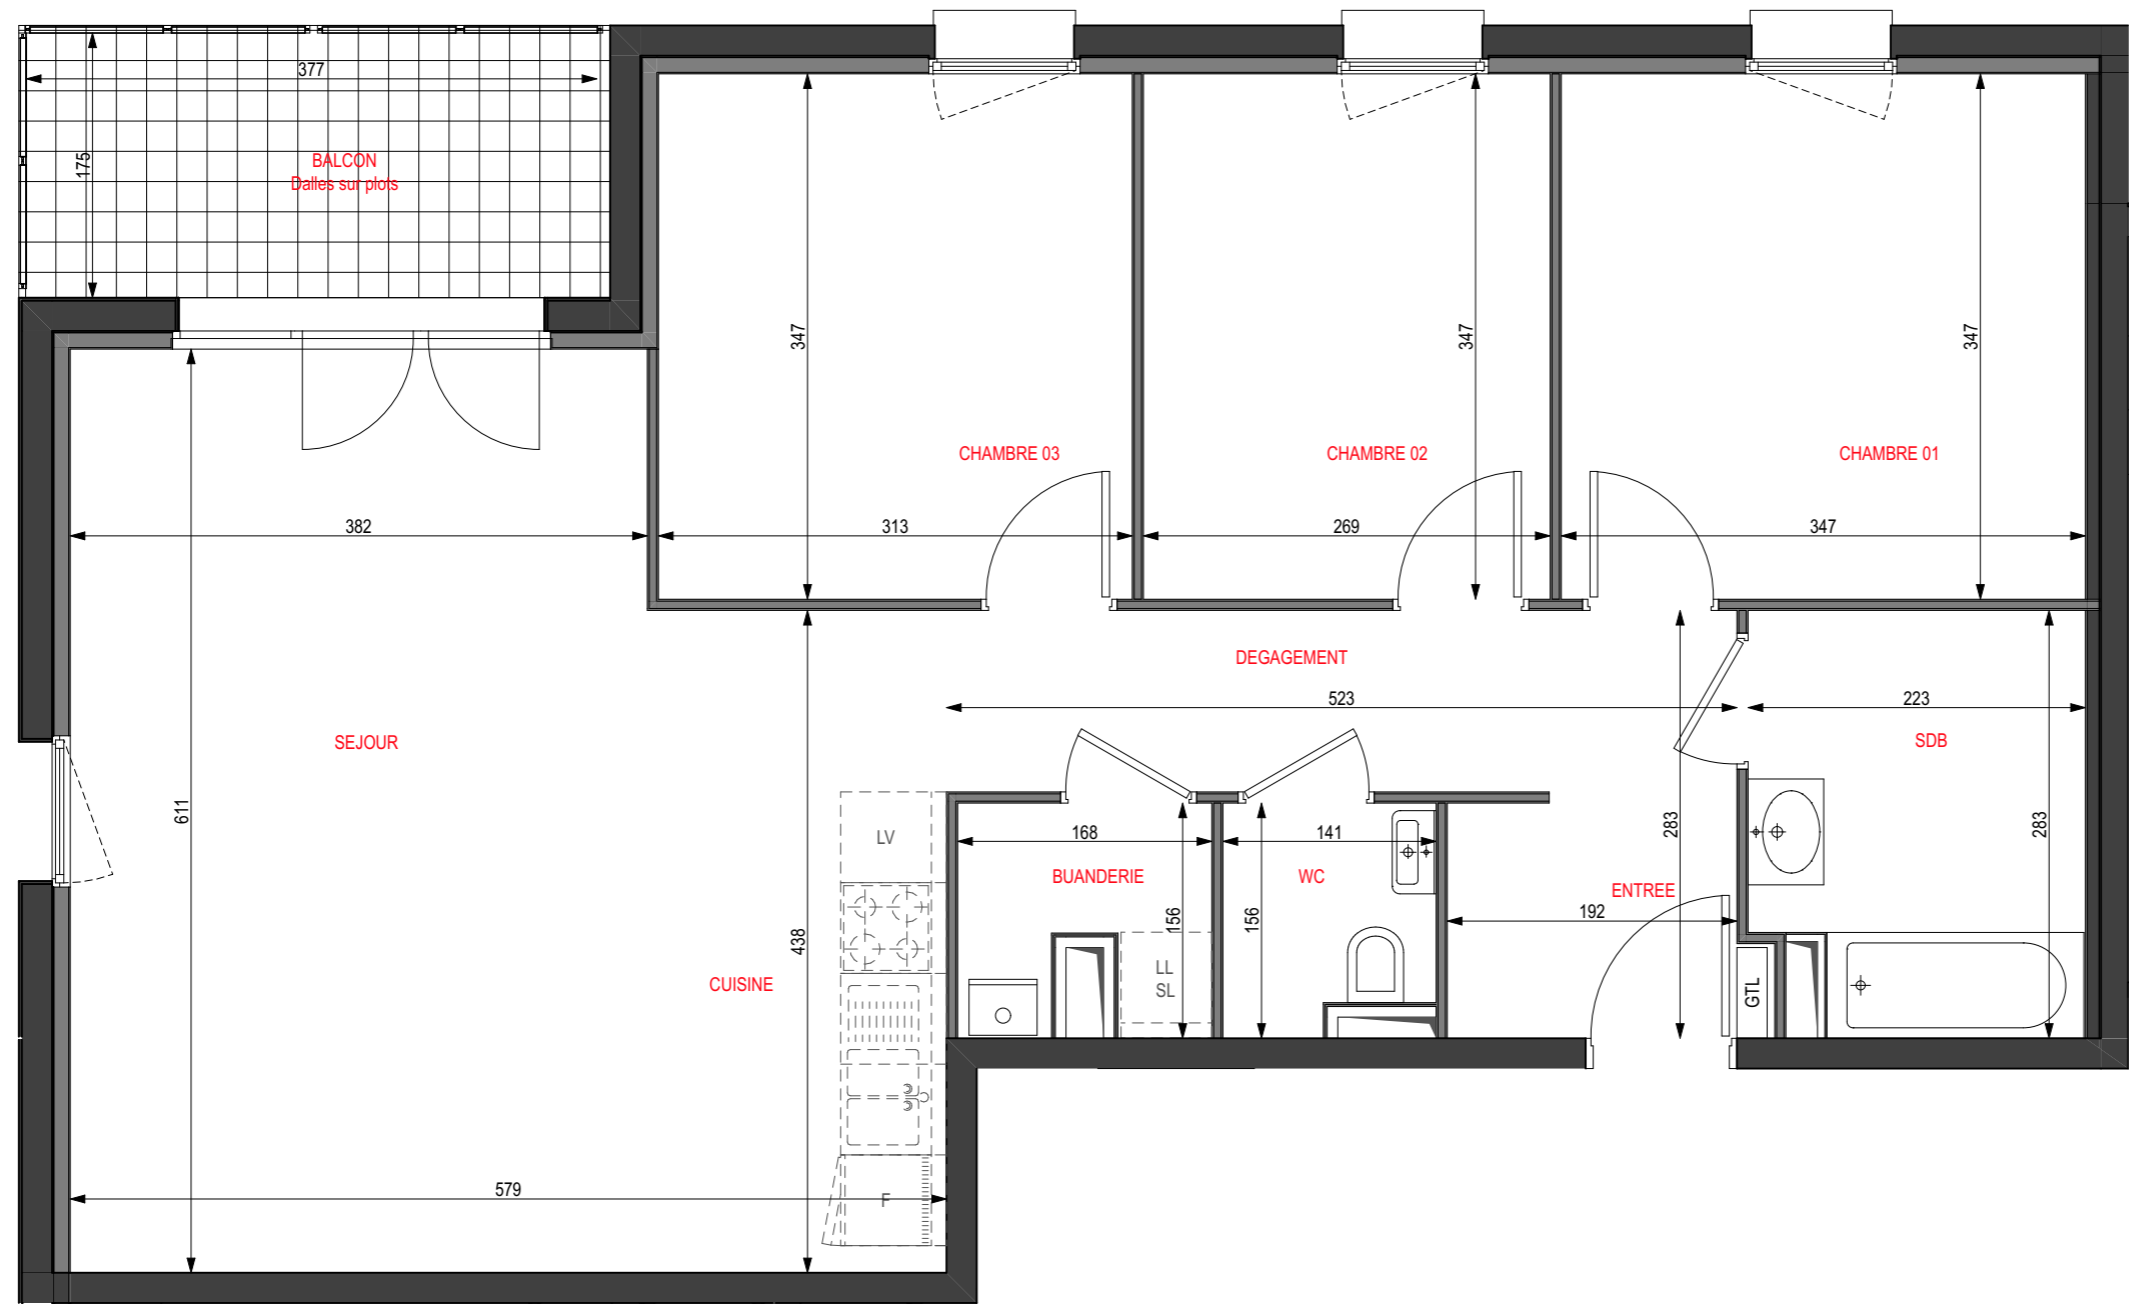 377
175
BALCON
Dalles sur plots
347
347
347
CHAMBRE 03
CHAMBRE 02
CHAMBRE 01
382
313
269
347
DEGAGEMENT
523
223
SEJOUR
SDB
611
LV
168
141
283
283
BUANDERIE
WC
ENTREE
156
156
192
438
CUISINE
LL
SL
GTL
579
F